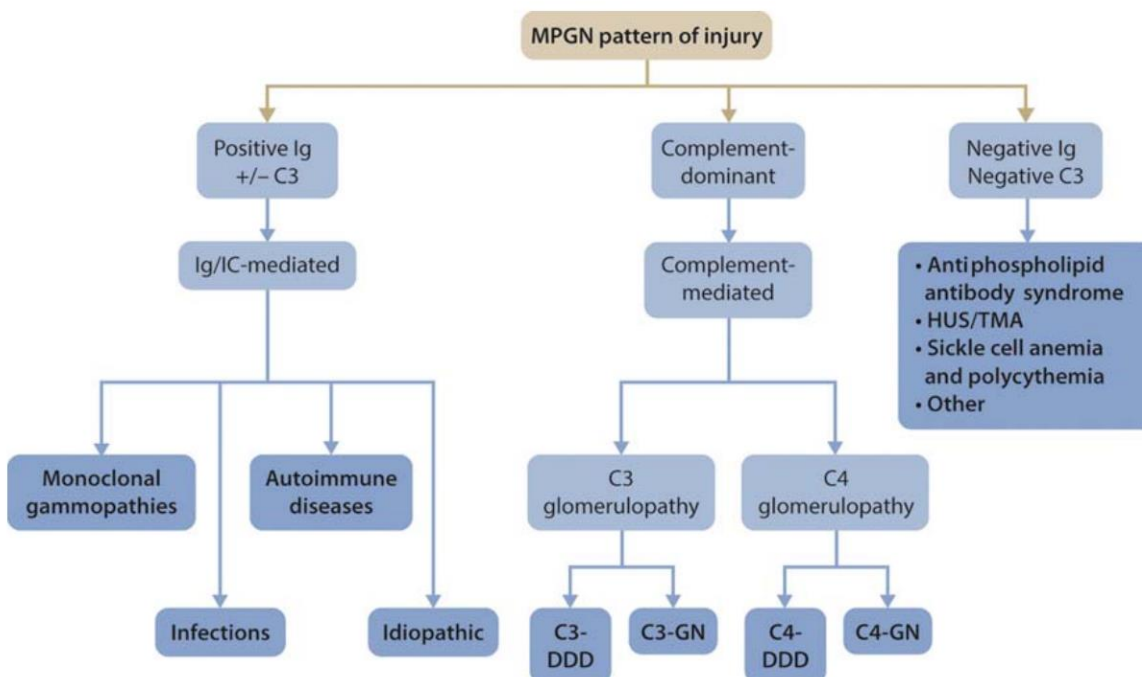 MPGN pattern of injury
Positive Ig
+/– C3
Complement-
dominant
Negative Ig
Negative C3
Ig/IC-mediated
Complement-
mediated
• Antiphospholipid
antibody syndrome
• HUS/TMA
• Sickle cell anemia
and polycythemia
• Other
Monoclonal
gammopathies
Autoimmune
diseases
C3
glomerulopathy
C4
glomerulopathy
Infections
Idiopathic
C3-
DDD
C3-GN
C4-
DDD
C4-GN